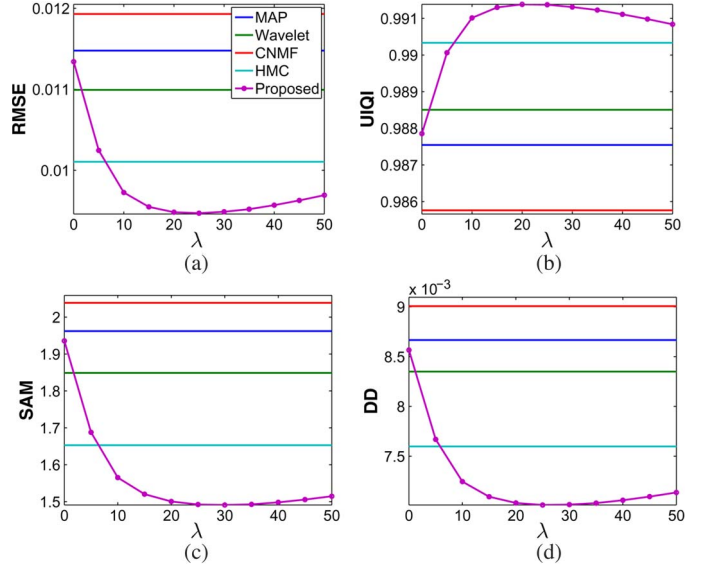 0.012
0.011
0.01
RMSE
MAP
Wavelet
CNMF
HMC
Proposed
0 10 20 30 40 50
λ
(a)
0.991
0.99
0.989
0.988
0.987
0.986
UIQI
0 10 20 30 40 50
λ
(b)
2
1.9
1.8
1.7
1.6
1.5
SAM
0 10 20 30 40 50
λ
(c)
x 10⁻³
9
8.5
8
7.5
DD
0 10 20 30 40 50
λ
(d)